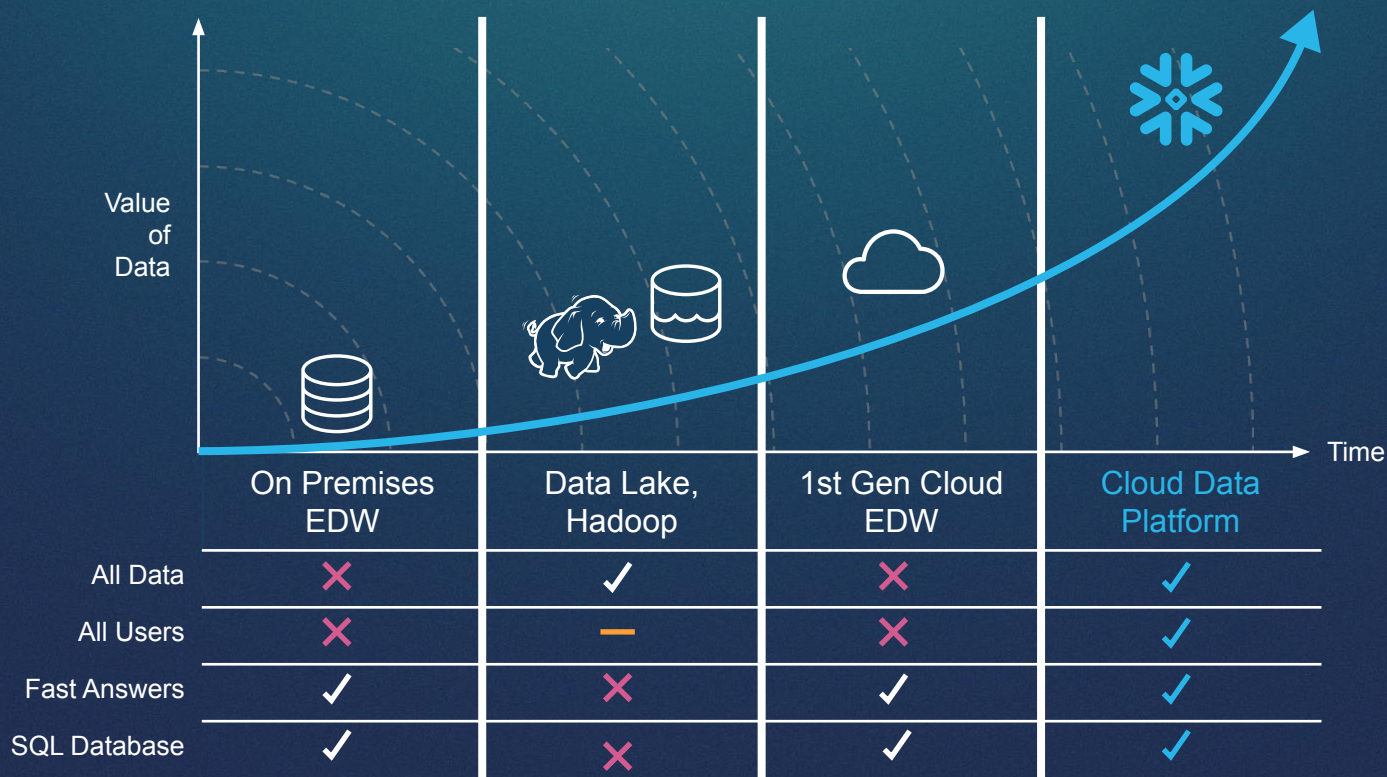 Value
of
Data
Time
On Premises
EDW
Data Lake,
Hadoop
1st Gen Cloud
EDW
Cloud Data
Platform
All Data
All Users
Fast Answers
SQL Database